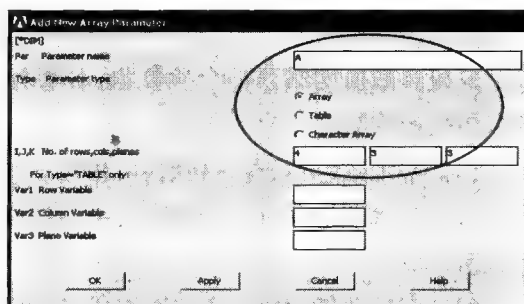 Add New Array Parameter
[*DIM]
Par Parameter name A
Type Parameter type
Array
Table
Character Array
I,J,K No. of rows,cols,planes 4 3 3
For Type="TABLE" only:
Var1 Row Variable
Var2 Column Variable
Var3 Plane Variable
OK Apply Cancel Help